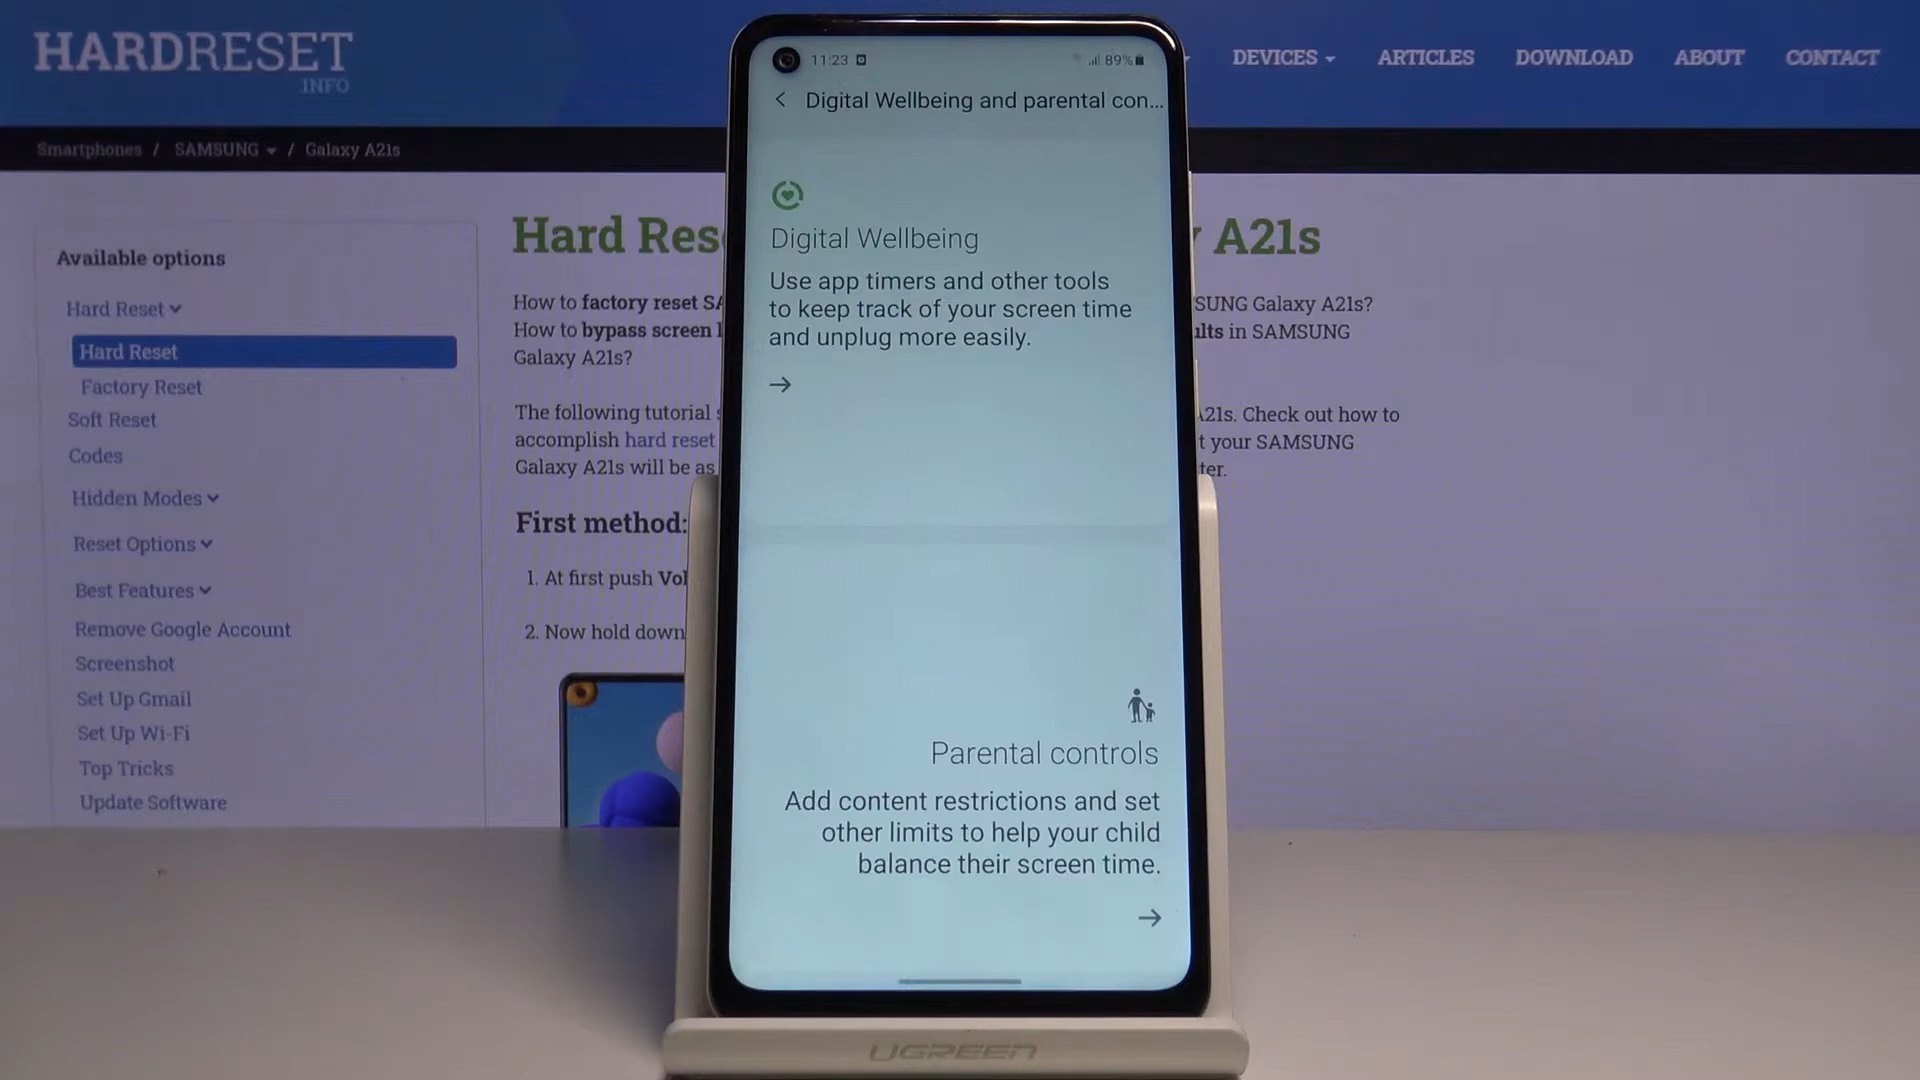 HARDRESET
.INFO
DEVICES
ARTICLES
DOWNLOAD
ABOUT
CONTACT
Smartphones / SAMSUNG / Galaxy A21s
Available options
Hard Reset
Hard Reset
Factory Reset
Soft Reset
Codes
Hidden Modes
Reset Options
Best Features
Remove Google Account
Screenshot
Set Up Gmail
Set Up Wi-Fi
Top Tricks
Update Software
Hard Res
A21s
How to factory reset SA
SUNG Galaxy A21s?
How to bypass screen l
ults in SAMSUNG
Galaxy A21s?
The following tutorial s
A21s. Check out how to
accomplish hard reset
t your SAMSUNG
Galaxy A21s will be as
ter.
First method:
1. At first push Vol
2. Now hold down
11:23
89%
Digital Wellbeing and parental con...
Digital Wellbeing
Use app timers and other tools
to keep track of your screen time
and unplug more easily.
Parental controls
Add content restrictions and set
other limits to help your child
balance their screen time.
UGREEN